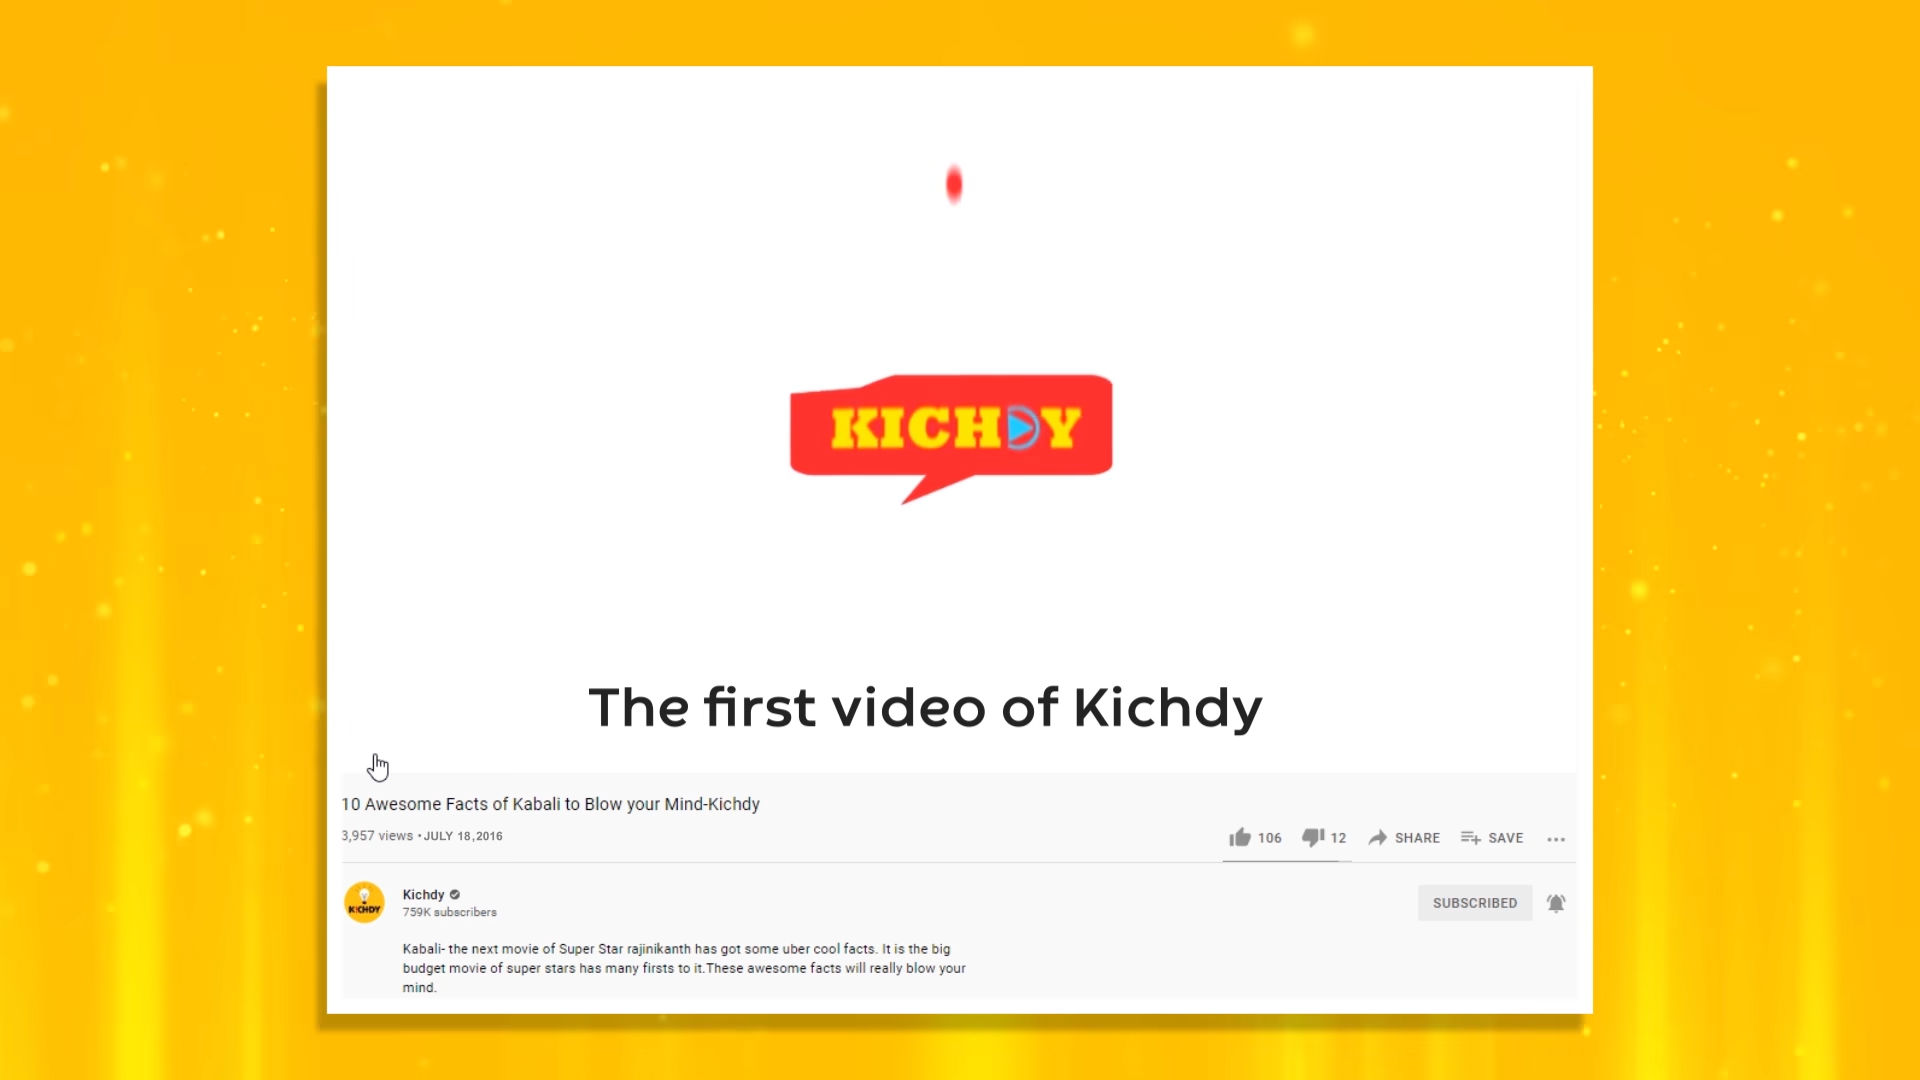 KICHDY
The first video of Kichdy
10 Awesome Facts of Kabali to Blow your Mind-Kichdy
3,957 views • JULY 18,2016
106 12 SHARE SAVE ...
KICHDY
Kichdy
759K subscribers
SUBSCRIBED
Kabali- the next movie of Super Star rajinikanth has got some uber cool facts. It is the big
budget movie of super stars has many firsts to it.These awesome facts will really blow your
mind.